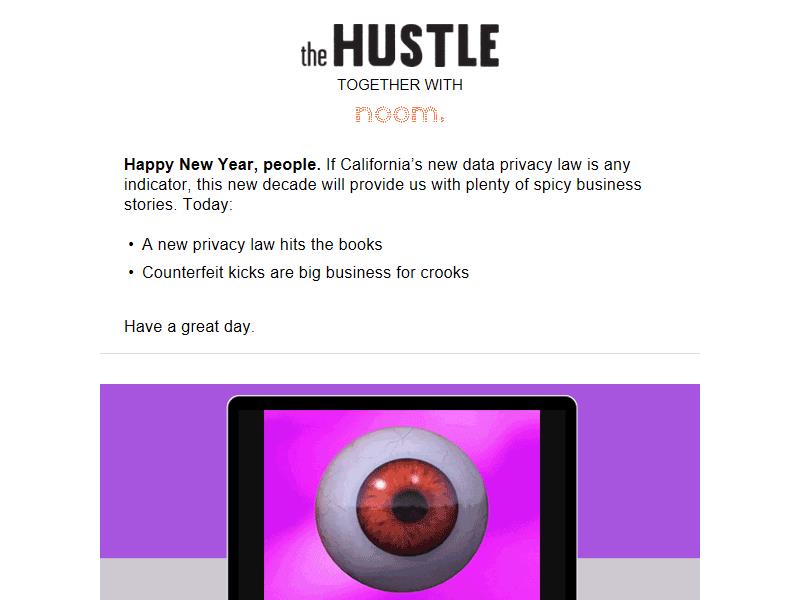 the HUSTLE
TOGETHER WITH
noom.
Happy New Year, people. If California’s new data privacy law is any
indicator, this new decade will provide us with plenty of spicy business
stories. Today:
• A new privacy law hits the books
• Counterfeit kicks are big business for crooks
Have a great day.